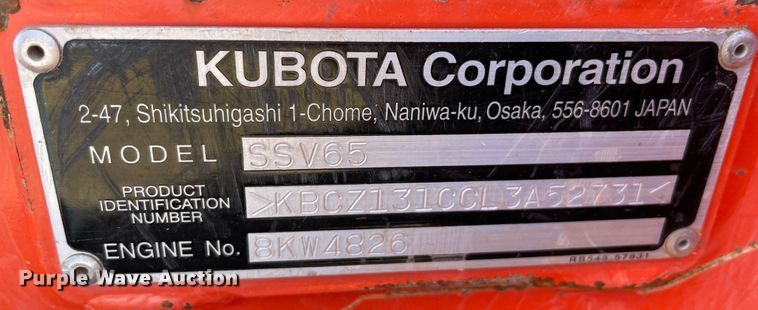 KUBOTA Corporation
2-47, Shikitsuhigashi 1-Chome, Naniwa-ku, Osaka, 556-8601 JAPAN
MODEL SSV65
PRODUCT IDENTIFICATION NUMBER >KBCZ131CCL3A52731<
ENGINE No. 8KW4826
Purple Wave Auction